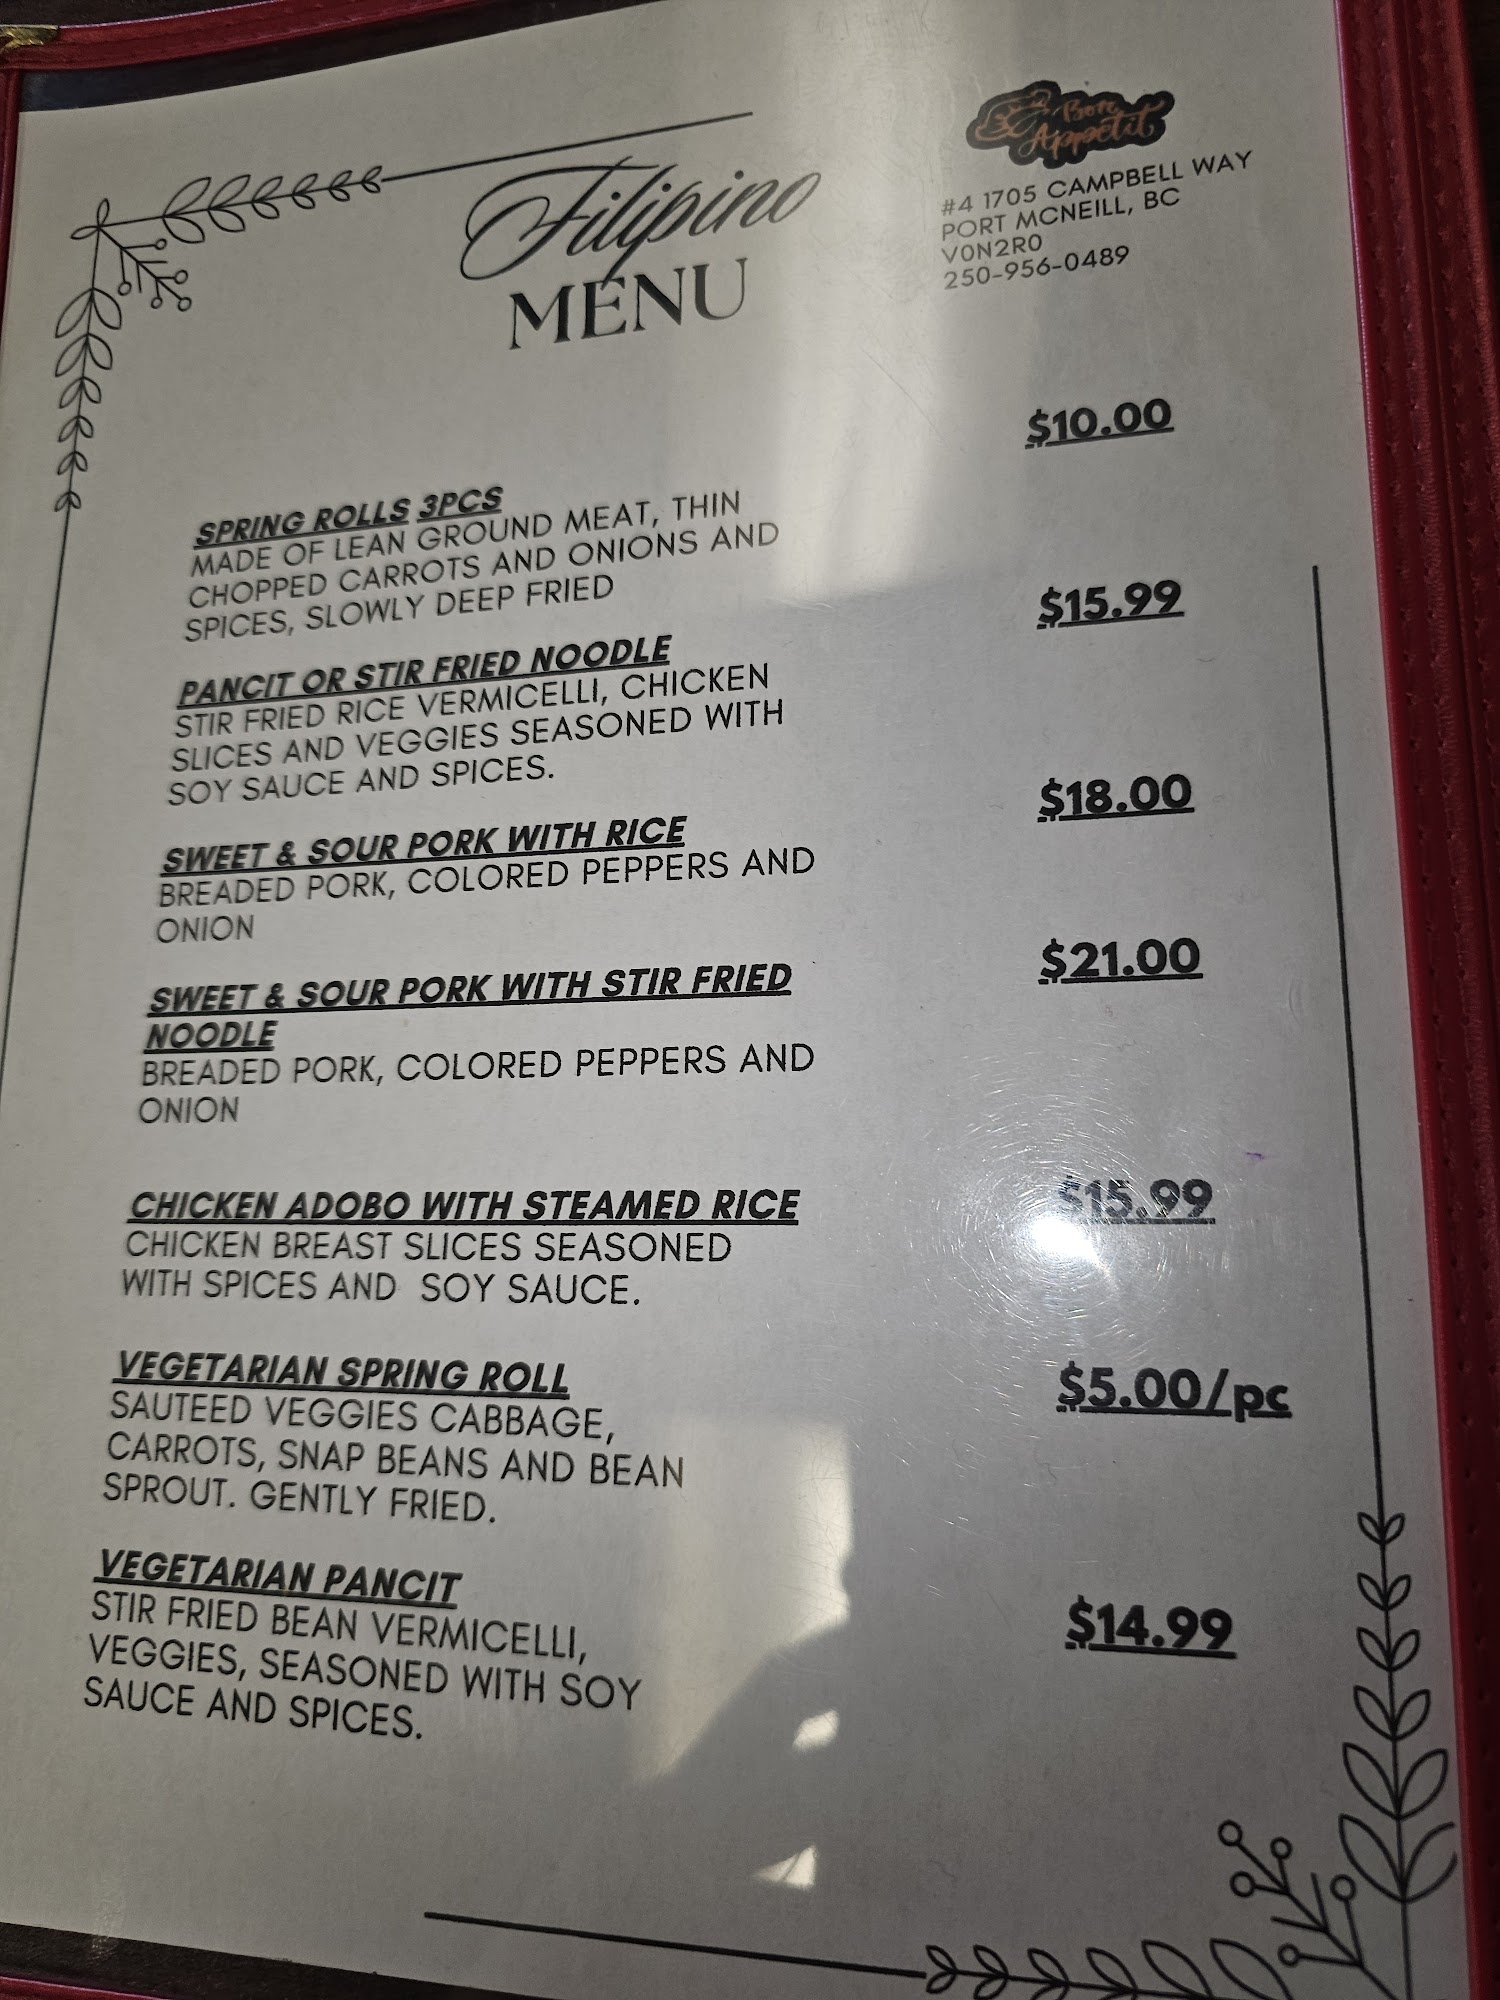 Bon
Appetit
#4 1705 CAMPBELL WAY
PORT MCNEILL, BC
V0N2R0
250-956-0489
Filipino
MENU
$10.00
SPRING ROLLS 3PCS
MADE OF LEAN GROUND MEAT, THIN
CHOPPED CARROTS AND ONIONS AND
SPICES, SLOWLY DEEP FRIED
$15.99
PANCIT OR STIR FRIED NOODLE
STIR FRIED RICE VERMICELLI, CHICKEN
SLICES AND VEGGIES SEASONED WITH
SOY SAUCE AND SPICES.
$18.00
SWEET & SOUR PORK WITH RICE
BREADED PORK, COLORED PEPPERS AND
ONION
$21.00
SWEET & SOUR PORK WITH STIR FRIED
NOODLE
BREADED PORK, COLORED PEPPERS AND
ONION
CHICKEN ADOBO WITH STEAMED RICE
$15.99
CHICKEN BREAST SLICES SEASONED
WITH SPICES AND SOY SAUCE.
VEGETARIAN SPRING ROLL
$5.00/pc
SAUTEED VEGGIES CABBAGE,
CARROTS, SNAP BEANS AND BEAN
SPROUT. GENTLY FRIED.
VEGETARIAN PANCIT
$14.99
STIR FRIED BEAN VERMICELLI,
VEGGIES, SEASONED WITH SOY
SAUCE AND SPICES.